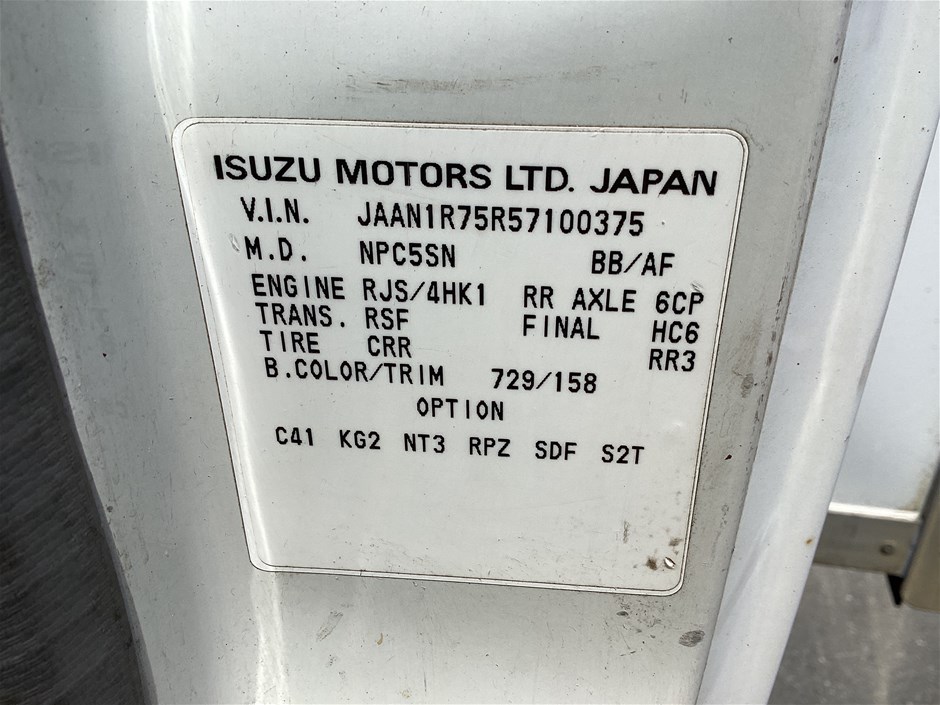 ISUZU MOTORS LTD. JAPAN
V.I.N. JAAN1R75R57100375
M.D. NPC5SN BB/AF
ENGINE RJS/4HK1 RR AXLE 6CP
TRANS. RSF FINAL HC6
TIRE CRR RR3
B.COLOR/TRIM 729/158
OPTION
C41 KG2 NT3 RPZ SDF S2T